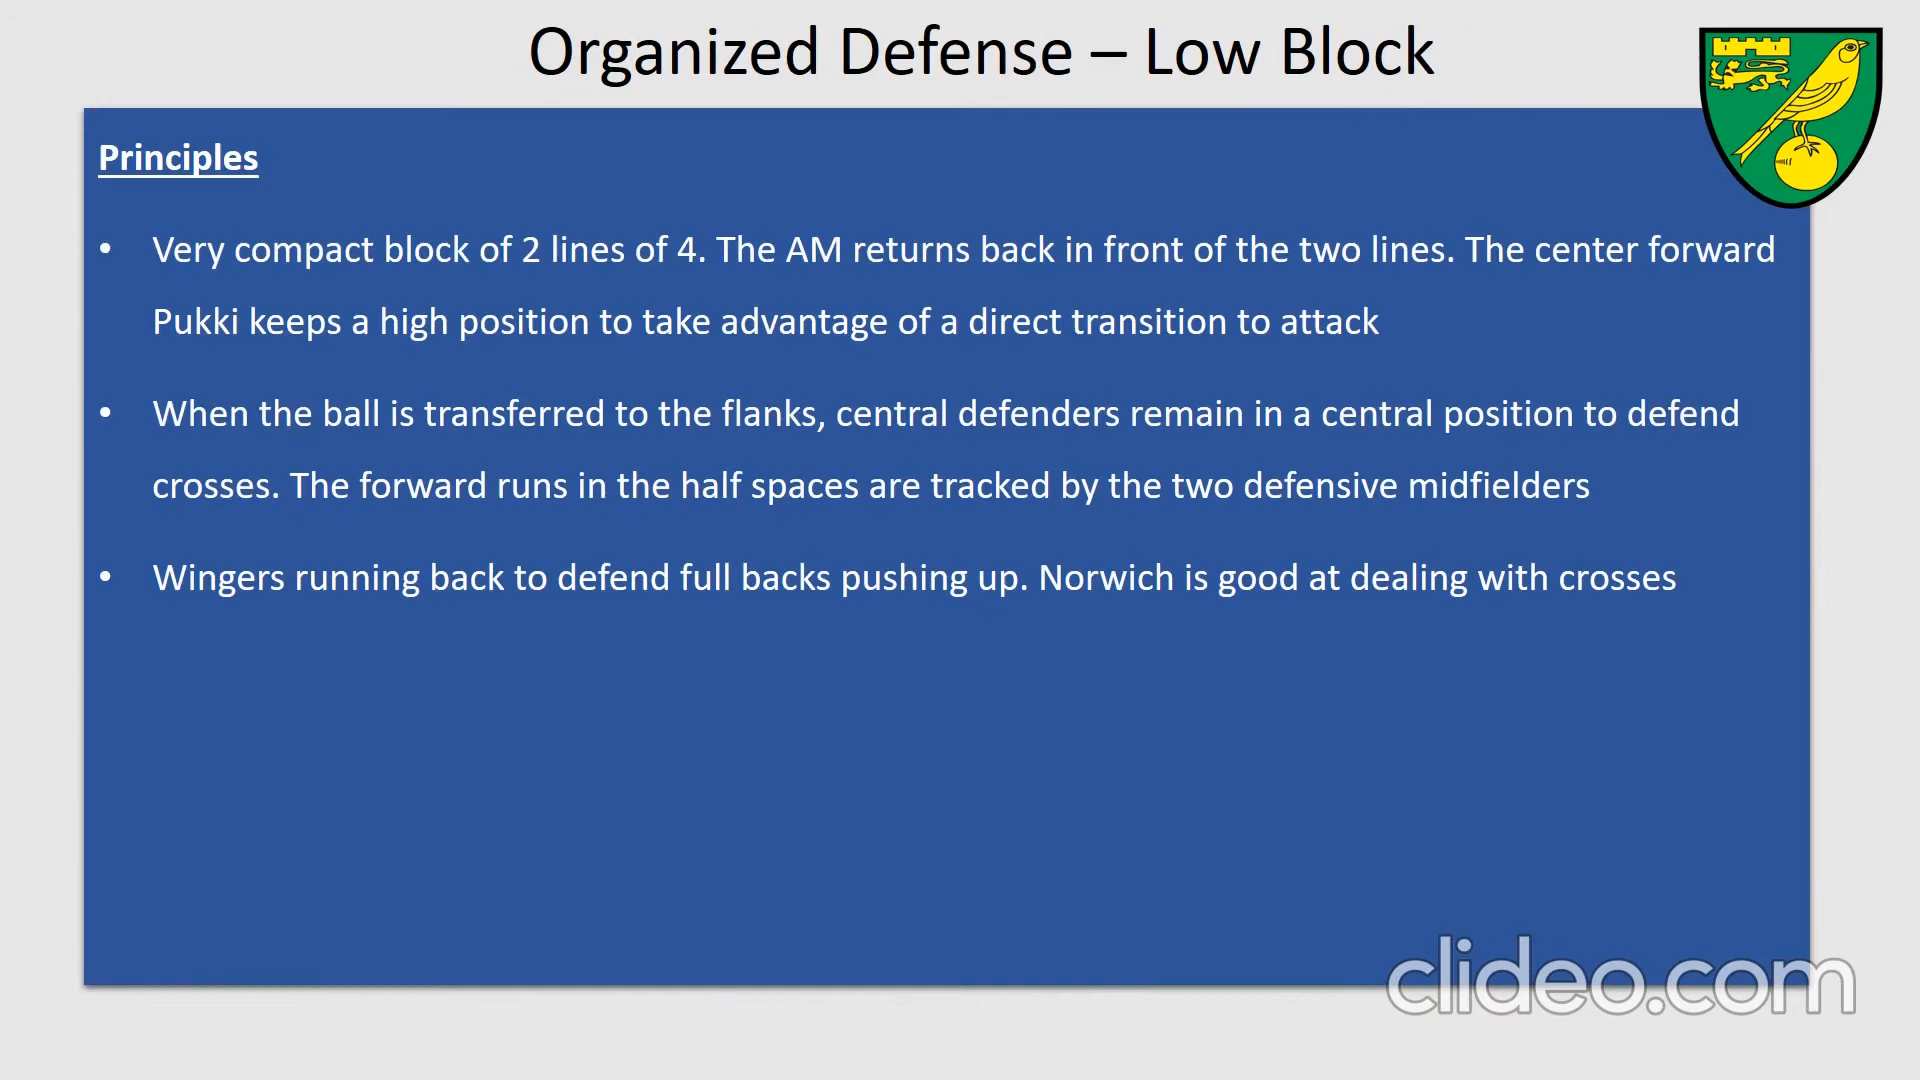 Organized Defense – Low Block
Principles
• Very compact block of 2 lines of 4. The AM returns back in front of the two lines. The center forward
Pukki keeps a high position to take advantage of a direct transition to attack
• When the ball is transferred to the flanks, central defenders remain in a central position to defend
crosses. The forward runs in the half spaces are tracked by the two defensive midfielders
• Wingers running back to defend full backs pushing up. Norwich is good at dealing with crosses
clideo.com